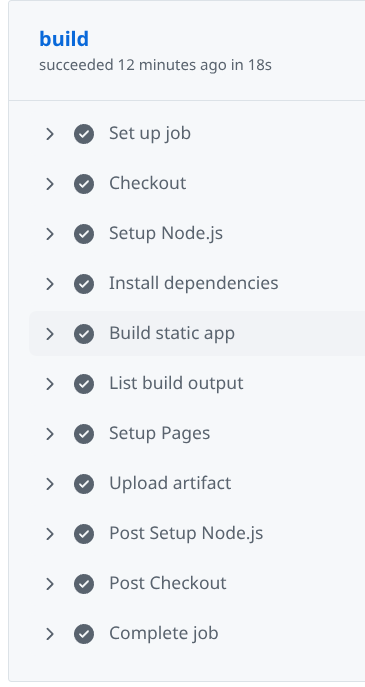 build
succeeded 12 minutes ago in 18s
Set up job
Checkout
Setup Node.js
Install dependencies
Build static app
List build output
Setup Pages
Upload artifact
Post Setup Node.js
Post Checkout
Complete job